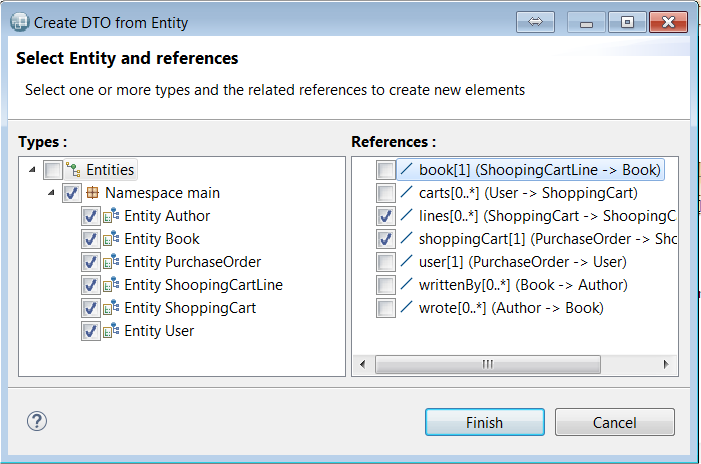 Create DTO from Entity
Select Entity and references
Select one or more types and the related references to create new elements
Types :
Entities
Namespace main
Entity Author
Entity Book
Entity PurchaseOrder
Entity ShoopingCartLine
Entity ShoppingCart
Entity User
References :
book[1] (ShoopingCartLine -> Book)
carts[0..*] (User -> ShoppingCart)
lines[0..*] (ShoppingCart -> ShoopingC
shoppingCart[1] (PurchaseOrder -> Sho
user[1] (PurchaseOrder -> User)
writtenBy[0..*] (Book -> Author)
wrote[0..*] (Author -> Book)
?
Finish
Cancel